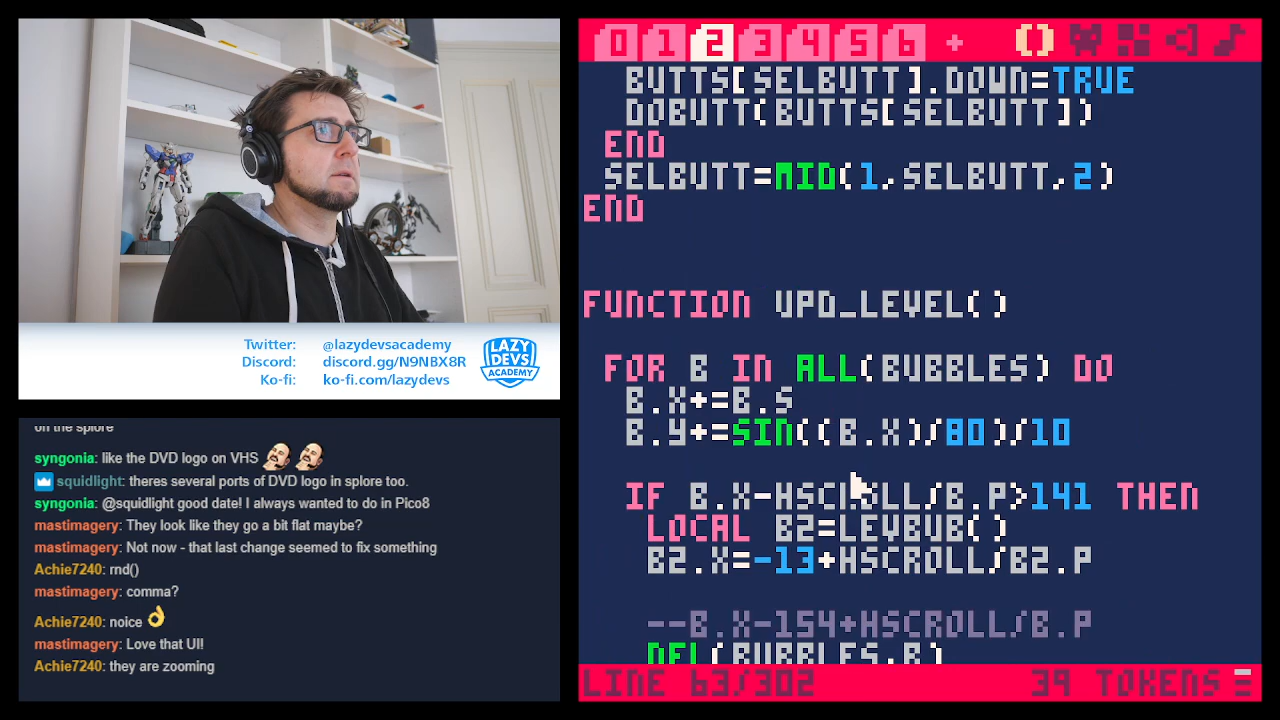 Twitter: @lazydevsacademy
Discord: discord.gg/N9NBX8R
Ko-fi: ko-fi.com/lazydevs
LAZY
DEVS
ACADEMY
on the splore
syngonia: like the DVD logo on VHS
squidlight: theres several ports of DVD logo in splore too.
syngonia: @squidlight good date! I always wanted to do in Pico8
mastimagery: They look like they go a bit flat maybe?
mastimagery: Not now - that last change seemed to fix something
Achie7240: rnd()
mastimagery: comma?
Achie7240: noice
mastimagery: Love that UI!
Achie7240: they are zooming
0 1 2 3 4 5 6 + ()
BUTTS[SELBUTT].DOWN=TRUE
DOBUTT(BUTTS[SELBUTT])
END
SELBUTT=MID(1,SELBUTT,2)
END
FUNCTION UPD_LEVEL()
FOR B IN ALL(BUBBLES) DO
B.X+=B.S
B.Y+=SIN((B.X)/80)/10
IF B.X-HSCROLL/B.P>141 THEN
LOCAL B2=LEVBUB()
B2.X=-13+HSCROLL/B2.P
--B.X-154+HSCROLL/B.P
DEL(BUBBLES,B)
LINE 63/302 39 TOKENS